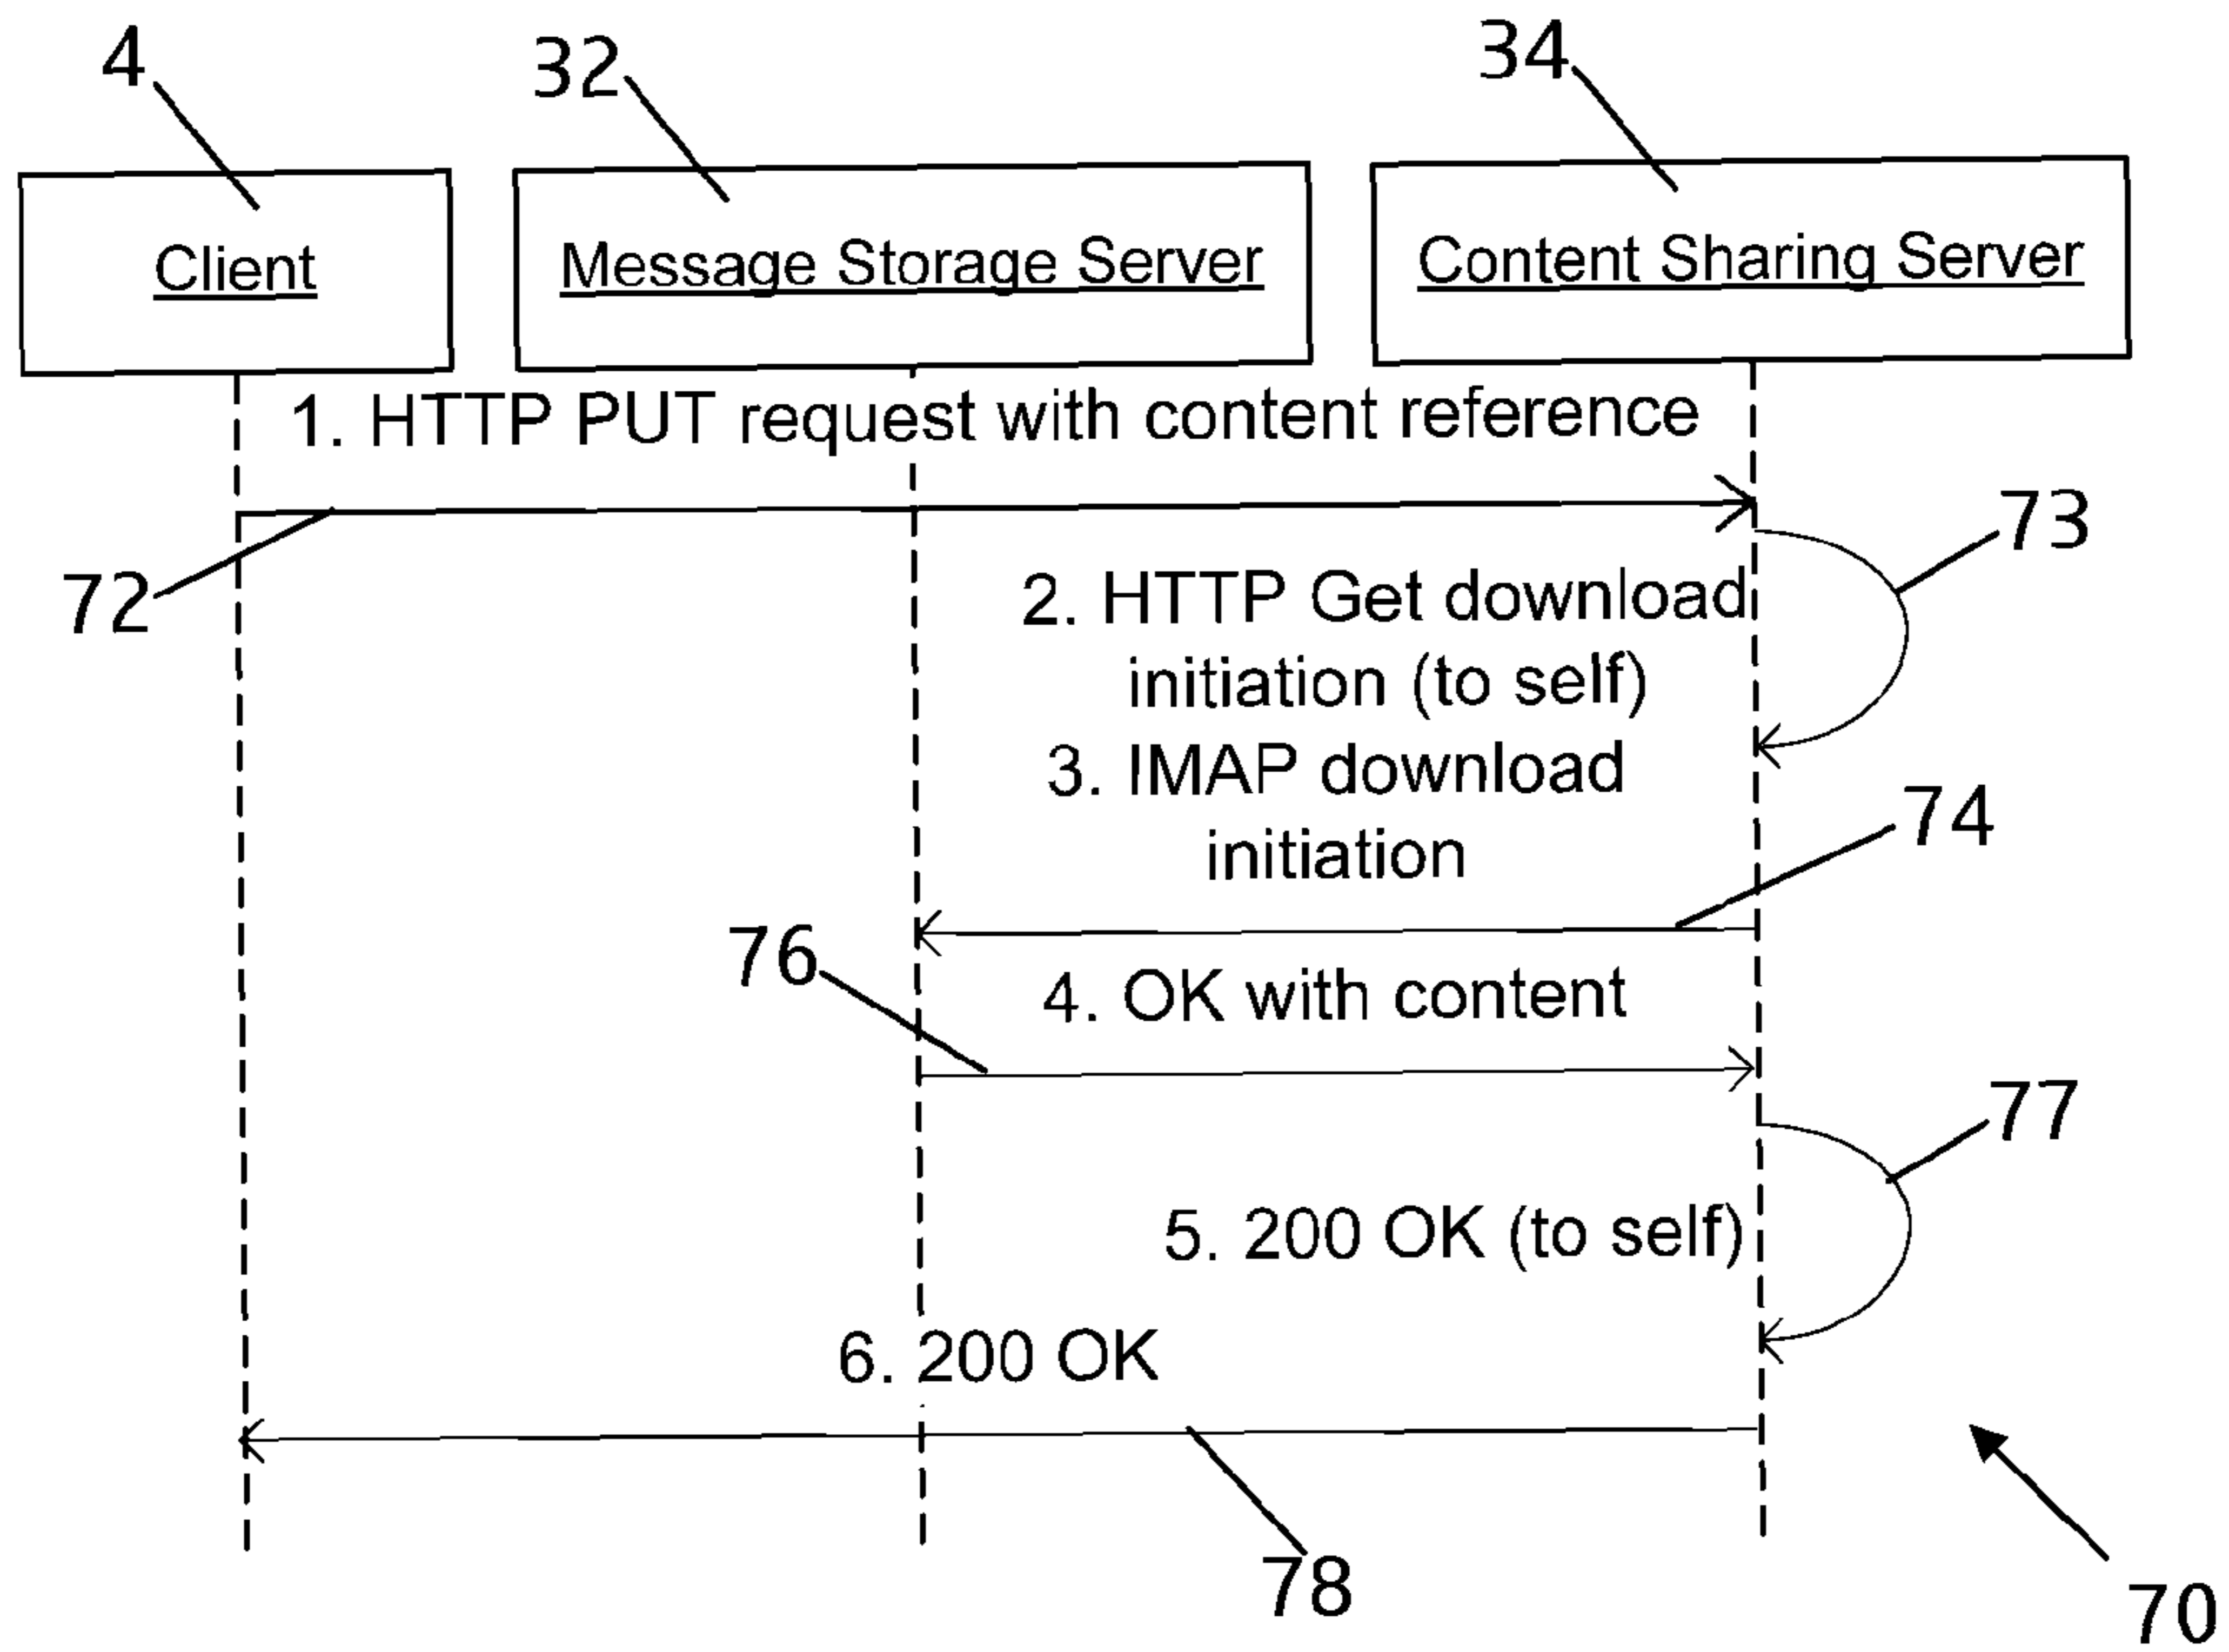 4
32
34
Client
Message Storage Server
Content Sharing Server
1. HTTP PUT request with content reference
73
72
2. HTTP Get download
initiation (to self)
3. IMAP download
initiation
74
76
4. OK with content
77
5. 200 OK (to self)
6. 200 OK
78
70